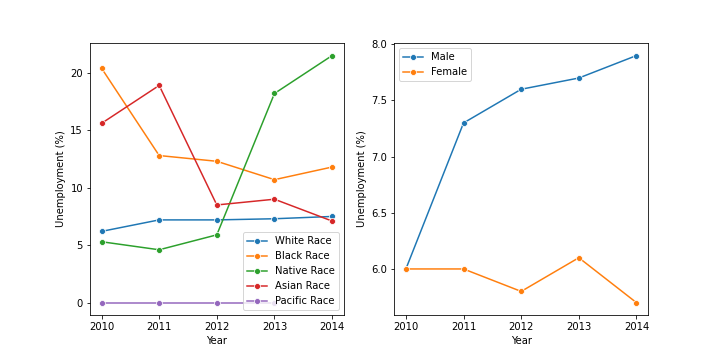 Unemployment (%)
20
15
10
5
0
2010 2011 2012 2013 2014
Year
White Race
Black Race
Native Race
Asian Race
Pacific Race
Unemployment (%)
8.0
7.5
7.0
6.5
6.0
2010 2011 2012 2013 2014
Year
Male
Female